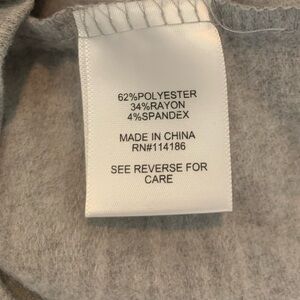 62%POLYESTER
34%RAYON
4%SPANDEX
MADE IN CHINA
RN#114186
SEE REVERSE FOR
CARE